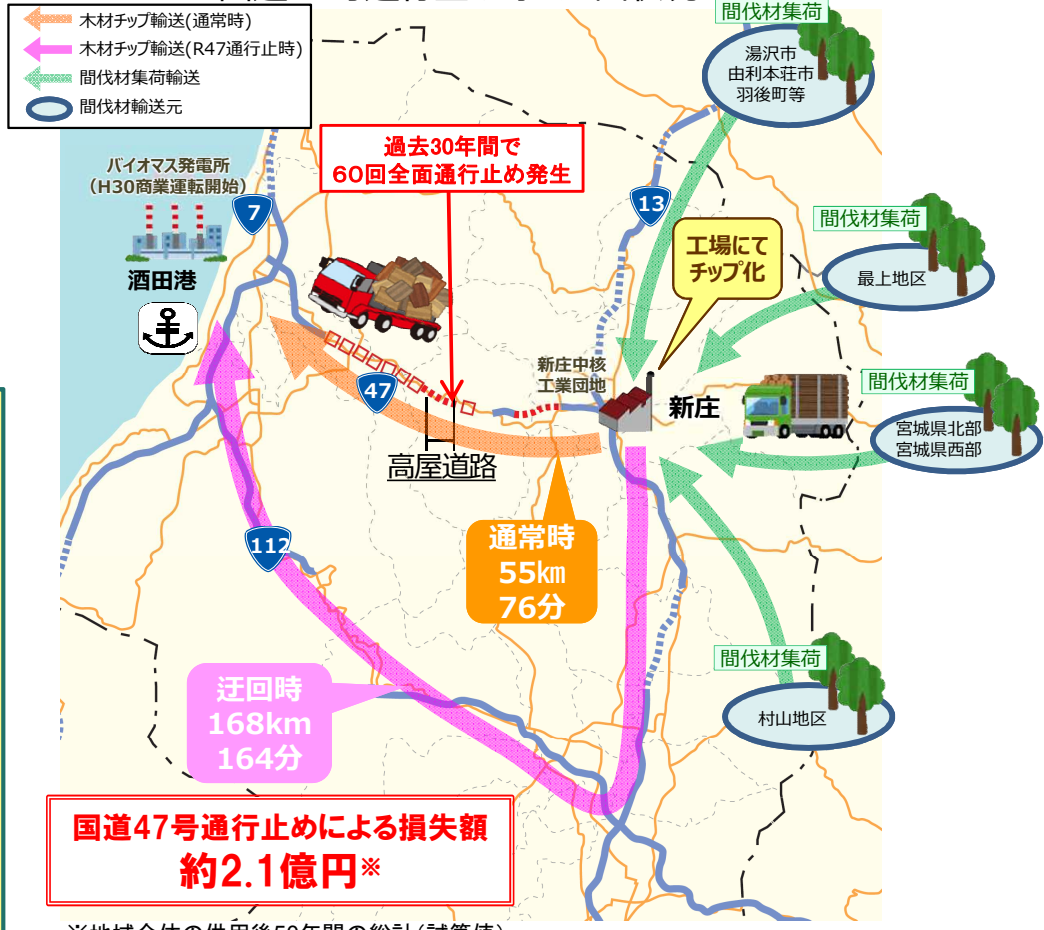 木材チップ輸送(通常時)
木材チップ輸送(R47通行止時)
間伐材集荷輸送
間伐材輸送元
間伐材集荷
湯沢市
由利本荘市
羽後町等
過去30年間で
60回全面通行止め発生
バイオマス発電所
(H30商業運転開始)
7
13
酒田港
工場にて
チップ化
間伐材集荷
最上地区
新庄中核
工業団地
47
新庄
間伐材集荷
宮城県北部
宮城県西部
高屋道路
通常時
55㎞
76分
112
迂回時
168km
164分
間伐材集荷
村山地区
国道47号通行止めによる損失額
約2.1億円※